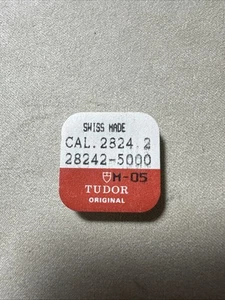 SWISS MADE
CAL.2824.2
28242-5000
M-05
TUDOR
ORIGINAL